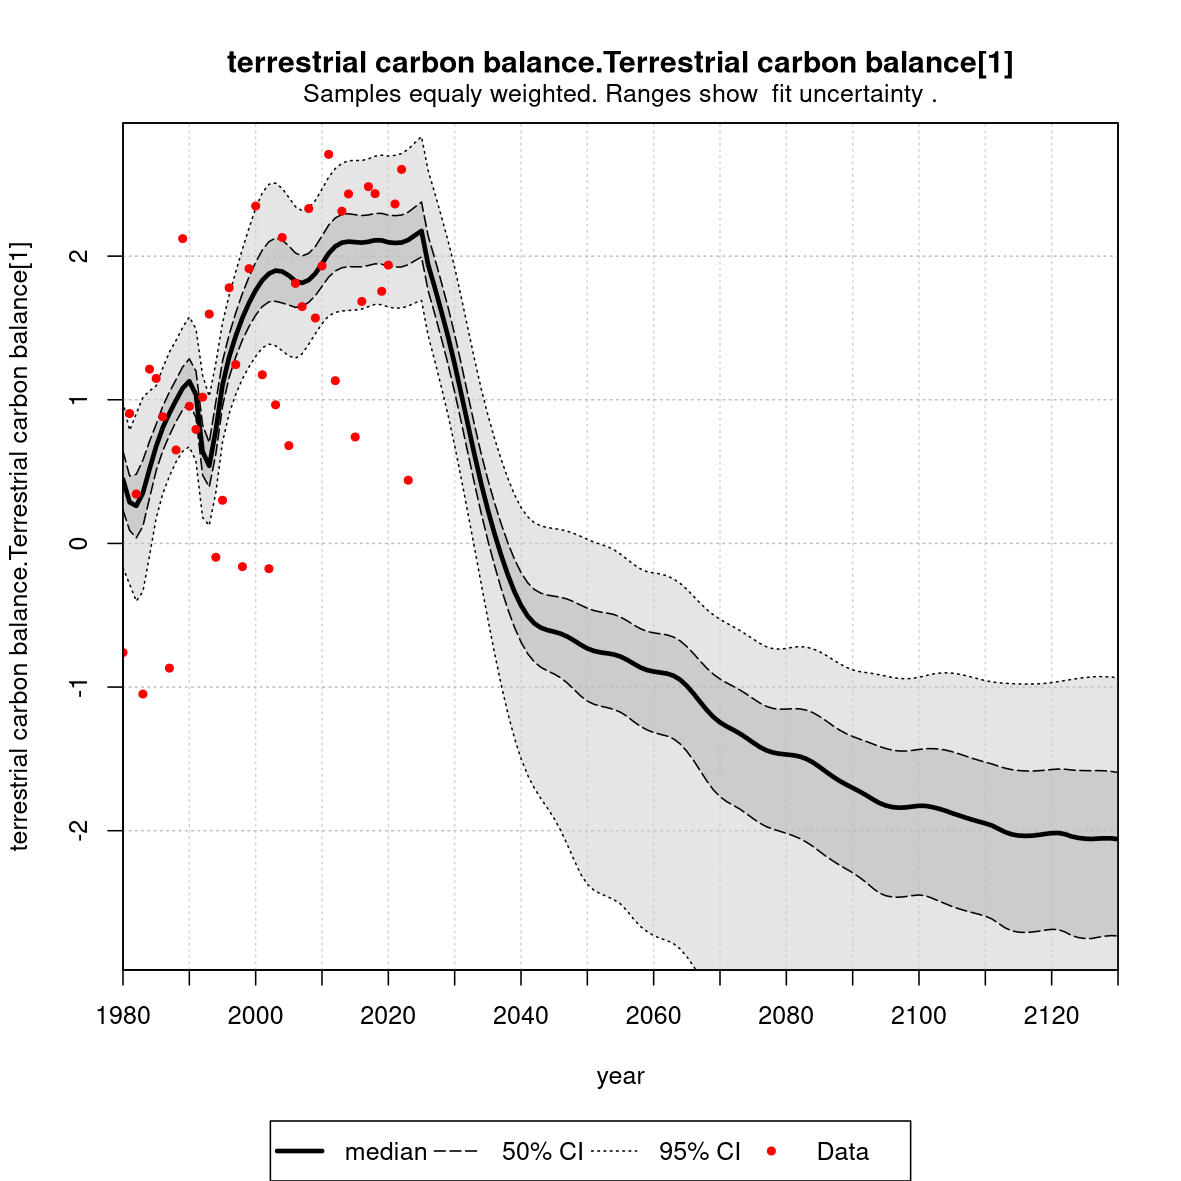 terrestrial carbon balance.Terrestrial carbon balance[1]
Samples equaly weighted. Ranges show  fit uncertainty .
terrestrial carbon balance.Terrestrial carbon balance[1]
2
1
0
-1
-2
1980 2000 2020 2040 2060 2080 2100 2120
year
median 50% CI 95% CI Data